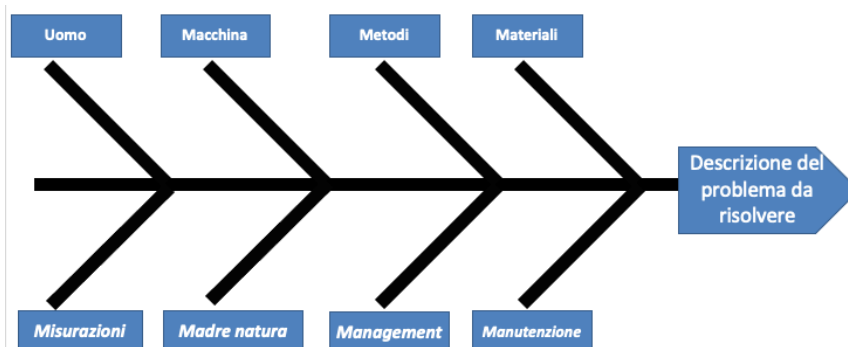 Uomo
Macchina
Metodi
Materiali
Descrizione del
problema da
risolvere
Misurazioni
Madre natura
Management
Manutenzione